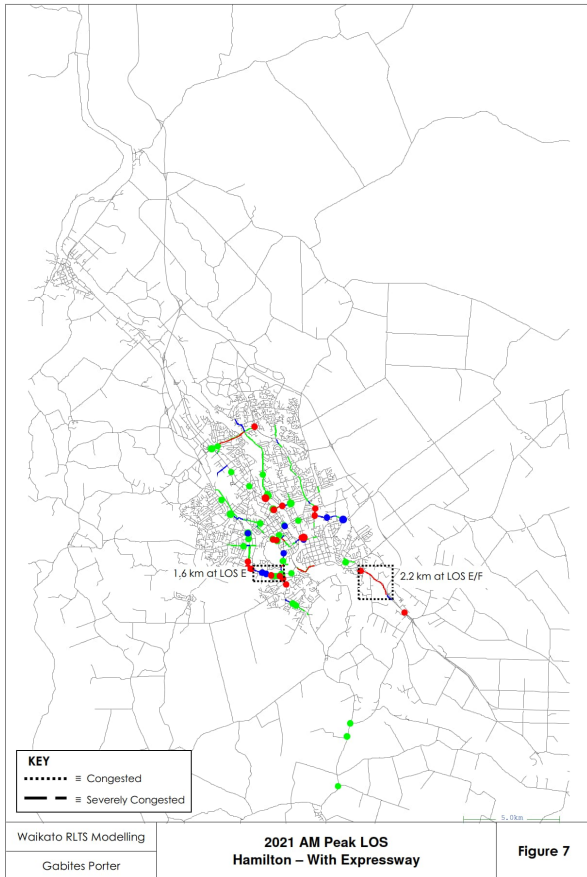 1.6 km at LOS E
2.2 km at LOS E/F
KEY
≡ Congested
≡ Severely Congested
5.0km
Waikato RLTS Modelling
Gabites Porter
2021 AM Peak LOS
Hamilton – With Expressway
Figure 7